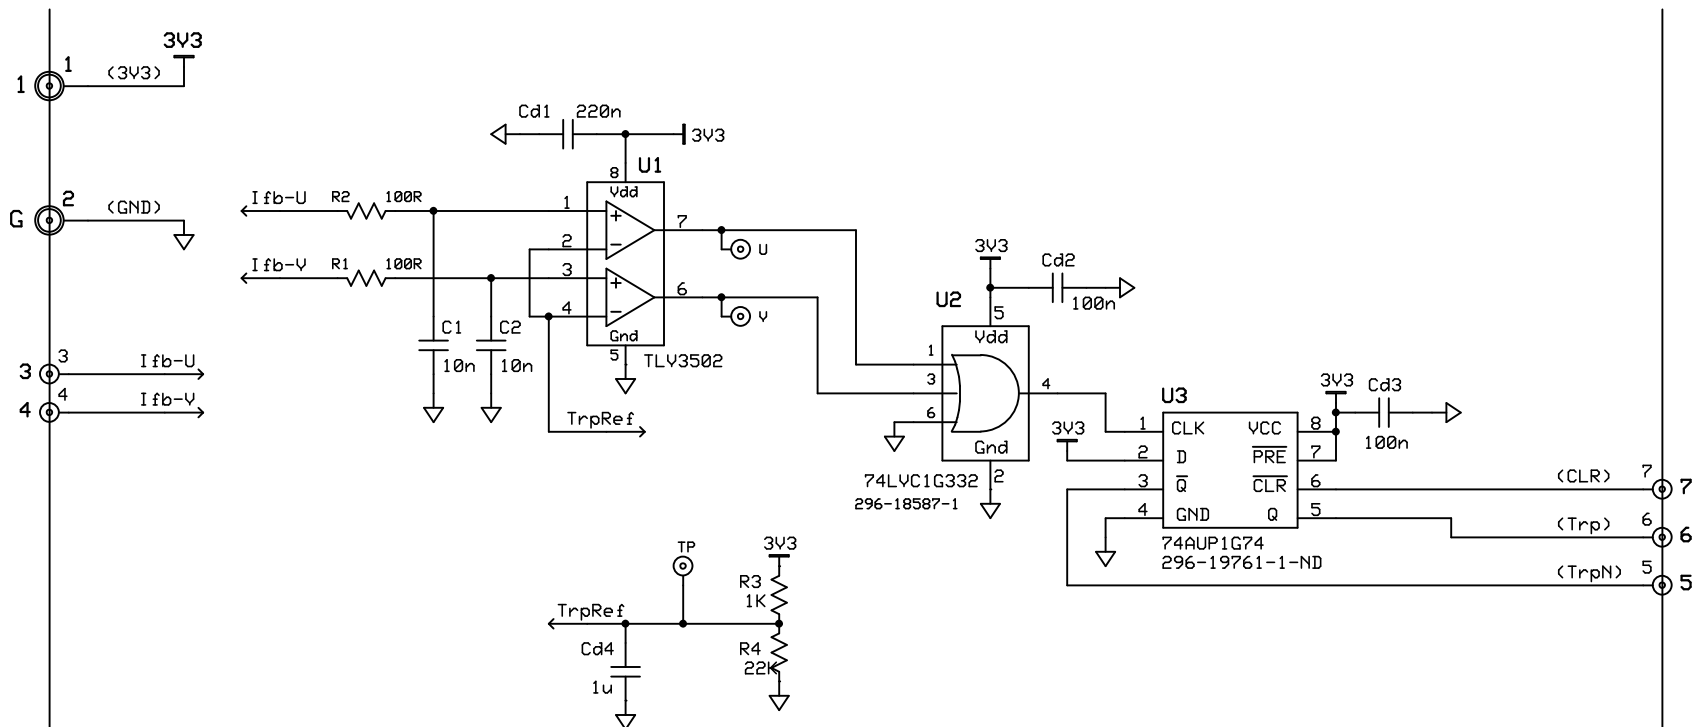 3V3
1 1 (3V3)
Cd1 220n
3V3
U1
8
Vdd
G 2 (GND)
Ifb-U R2 100R 1 +
7
2 -
U
Ifb-V R1 100R 3 +
6
4 -
V
C1 C2
10n 10n
Gnd
5
TLV3502
TrpRef
3 3 Ifb-U
4 4 Ifb-V
3V3
Cd2
100n
U2
5
Vdd
1
3
4
6
Gnd
2
74LVC1G332
296-18587-1
3V3 Cd3
100n
U3
3V3
1 CLK VCC 8
2 D PRE 7
3 Q CLR 6
4 GND Q 5
74AUP1G74
296-19761-1-ND
(CLR) 7 7
(Trp) 6 6
(TrpN) 5 5
TP 3V3
R3
1K
TrpRef
Cd4
1u
R4
22K